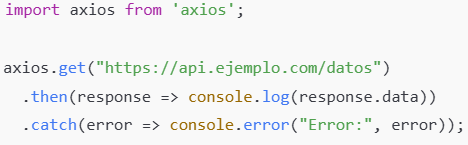 import axios from 'axios';
axios.get("https://api.ejemplo.com/datos")
.then(response => console.log(response.data))
.catch(error => console.error("Error:", error));